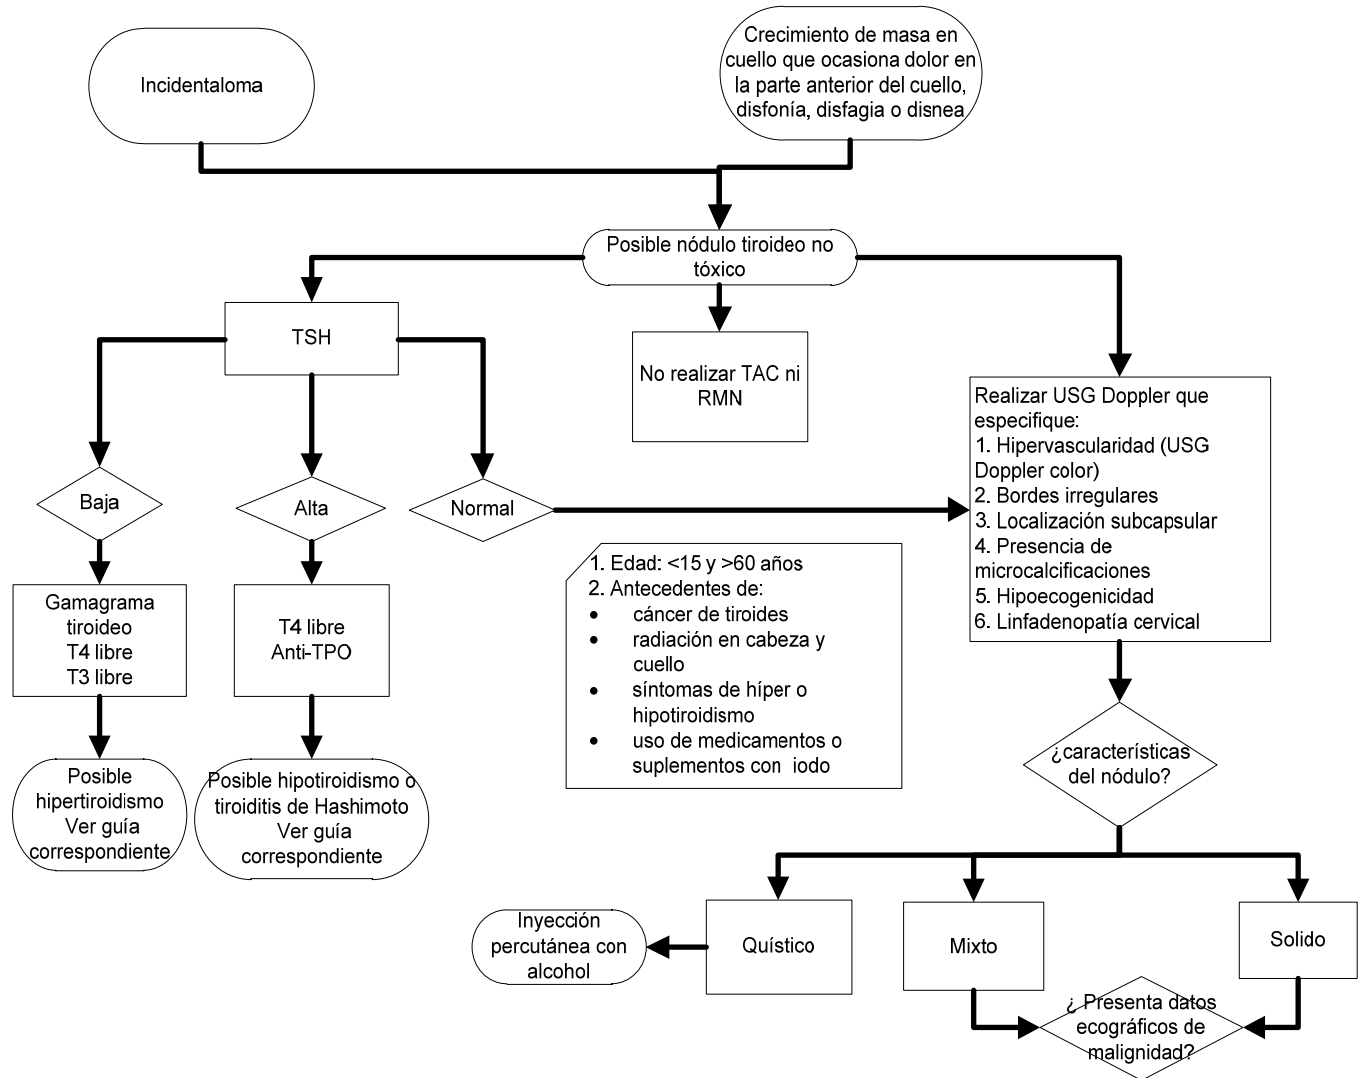 Incidentaloma
Crecimiento de masa en
cuello que ocasiona dolor en
la parte anterior del cuello,
disfonía, disfagia o disnea
Posible nódulo tiroideo no
tóxico
TSH
No realizar TAC ni
RMN
Realizar USG Doppler que
especifique:
1. Hipervascularidad (USG
Doppler color)
2. Bordes irregulares
3. Localización subcapsular
4. Presencia de
microcalcificaciones
5. Hipoecogenicidad
6. Linfadenopatía cervical
Baja
Alta
Normal
1. Edad: <15 y >60 años
2. Antecedentes de:
• cáncer de tiroides
• radiación en cabeza y
cuello
• síntomas de híper o
hipotiroidismo
• uso de medicamentos o
suplementos con iodo
Gamagrama
tiroideo
T4 libre
T3 libre
T4 libre
Anti-TPO
Posible
hipertiroidismo
Ver guía
correspondiente
Posible hipotiroidismo o
tiroiditis de Hashimoto
Ver guía
correspondiente
¿características
del nódulo?
Inyección
percutánea con
alcohol
Quístico
Mixto
Solido
¿ Presenta datos
ecográficos de
malignidad?